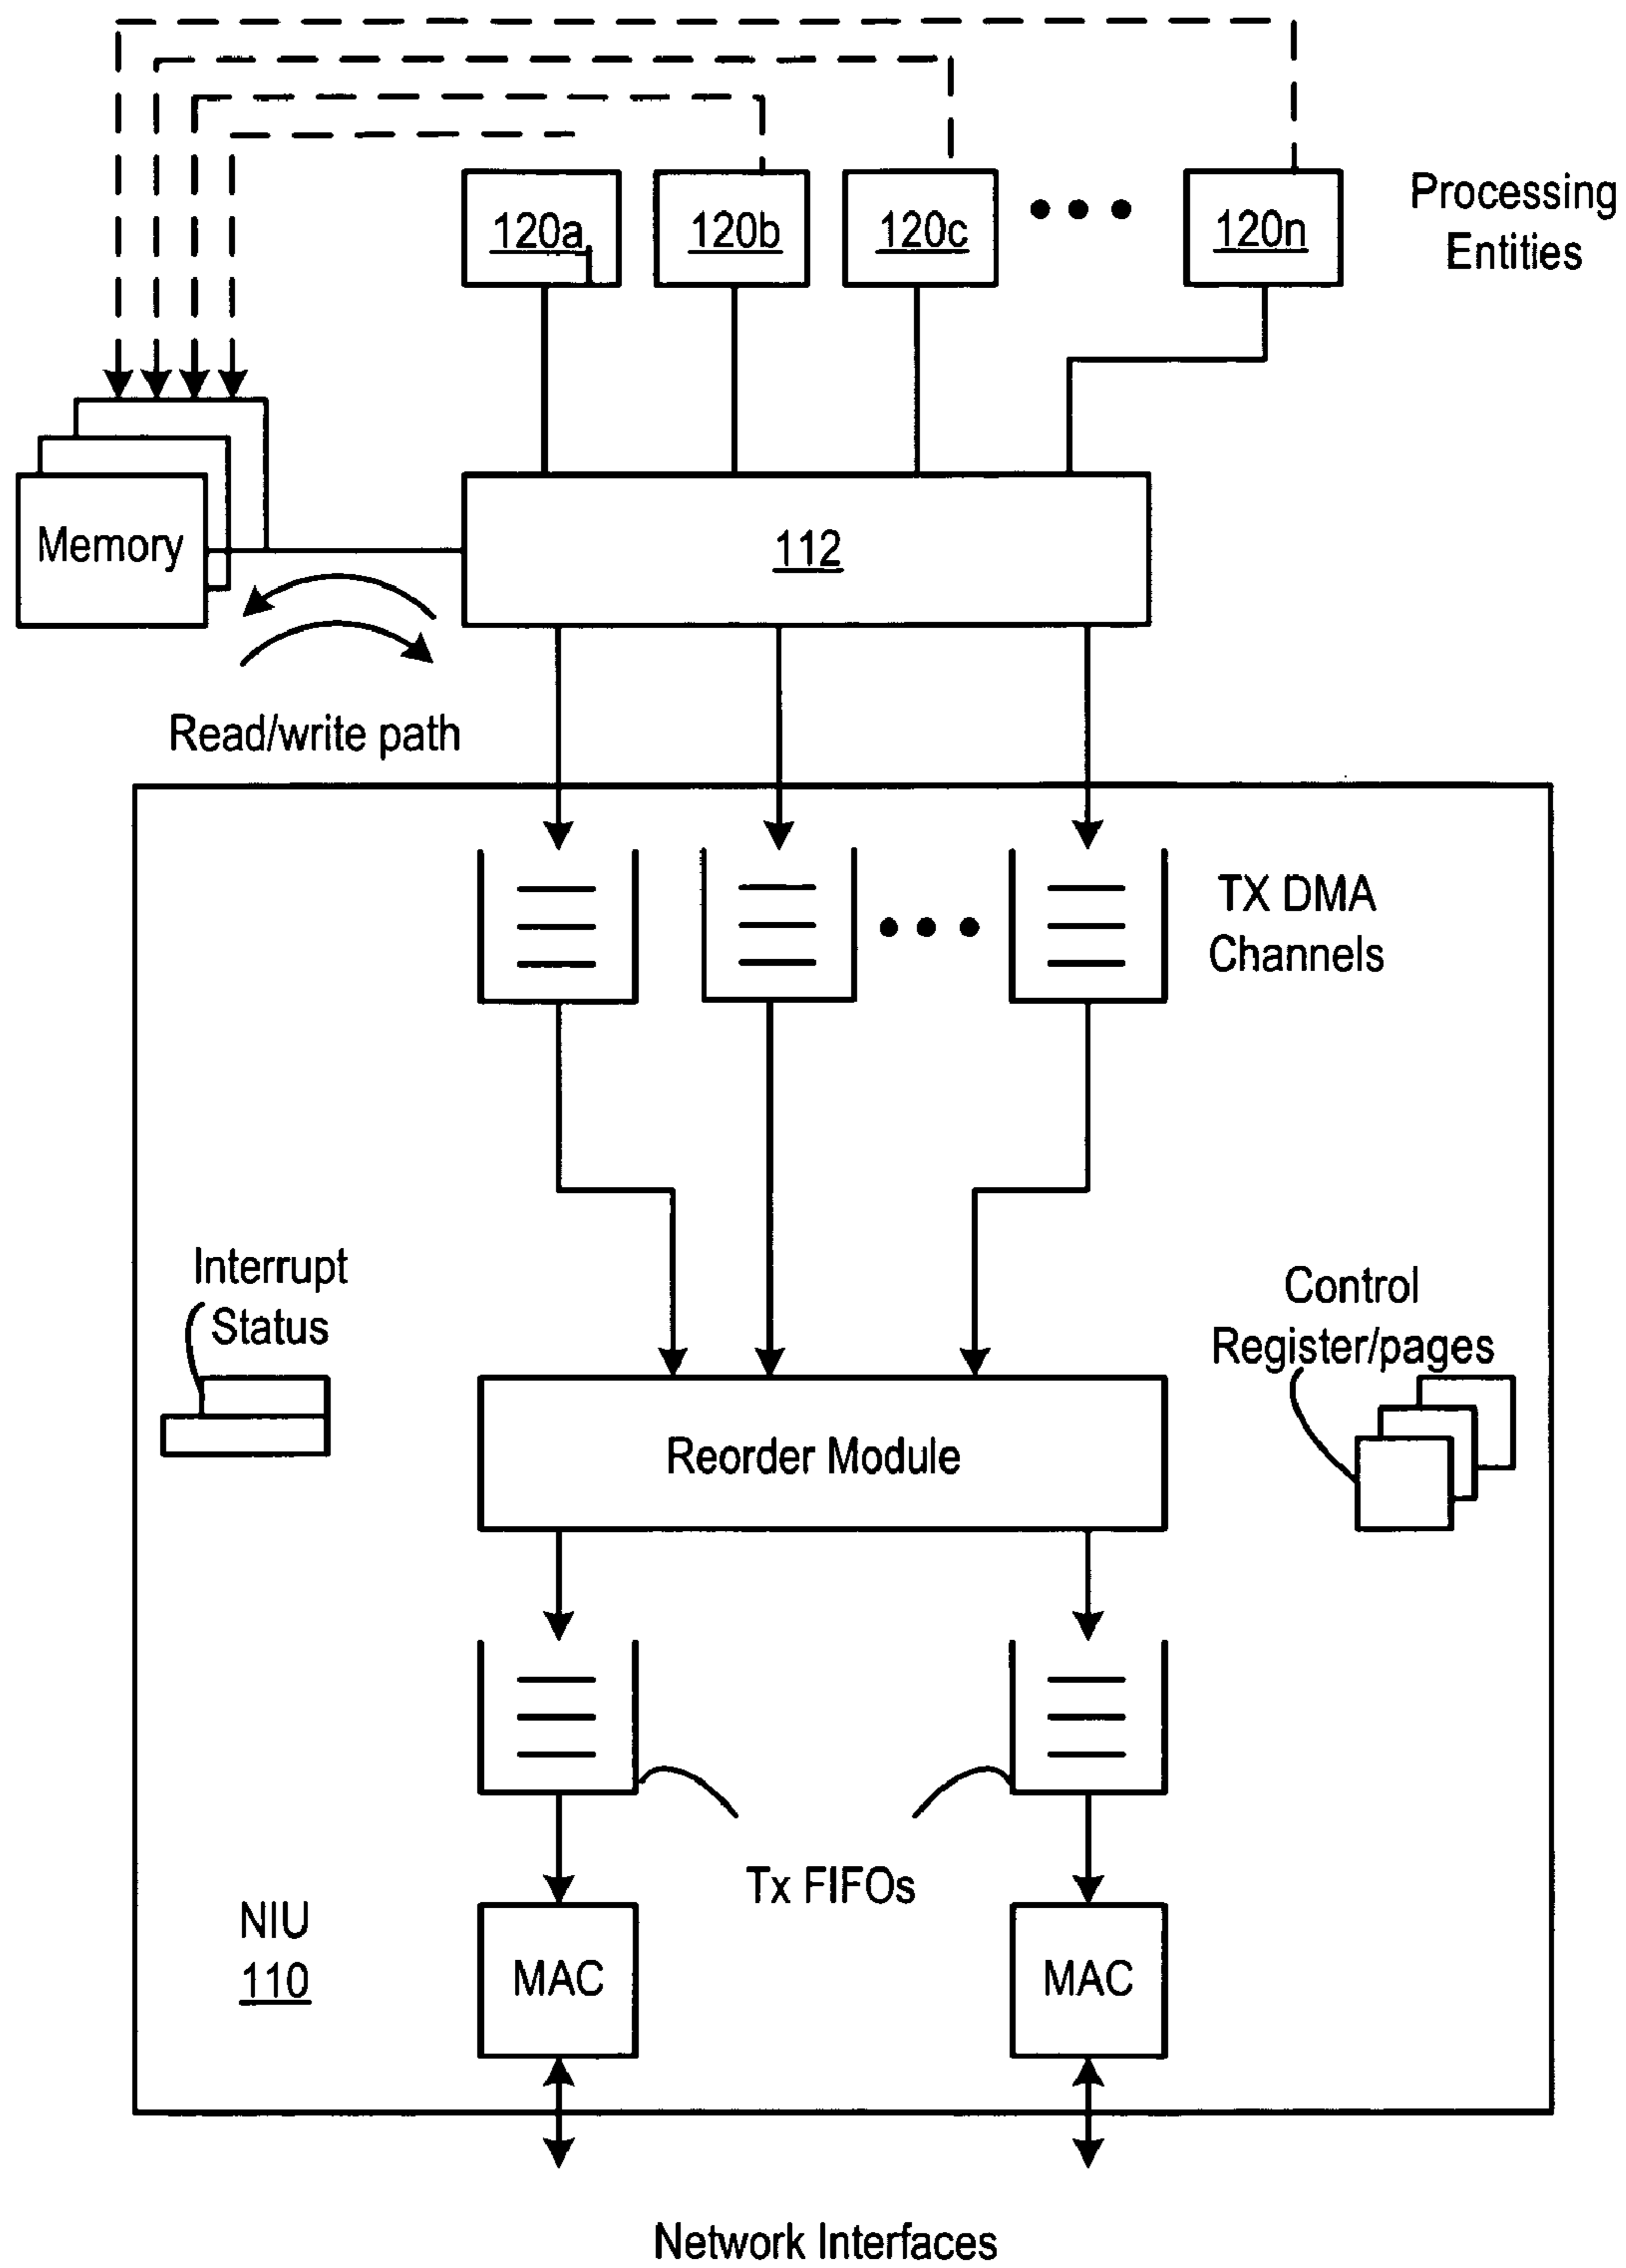 120a
120b
120c
120n
Processing
Entities
Memory
112
Read/write path
TX DMA
Channels
Interrupt
Status
Control
Register/pages
Reorder Module
Tx FIFOs
NIU
110
MAC
MAC
Network Interfaces